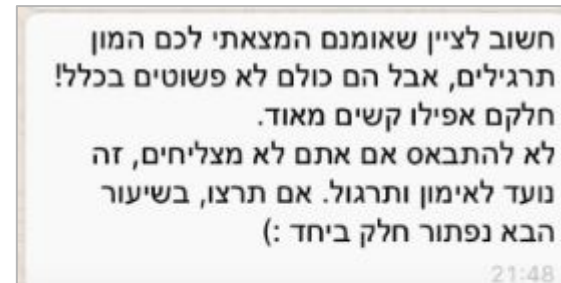 חשוב לציין שאומנם המצאתי לכם המון
תרגילים, אבל הם כולם לא פשוטים בכלל!
חלקם אפילו קשים מאוד.
לא להתבאס אם אתם לא מצליחים, זה
נועד לאימון ותרגול. אם תרצו, בשיעור
הבא נפתור חלק ביחד :)
21:48